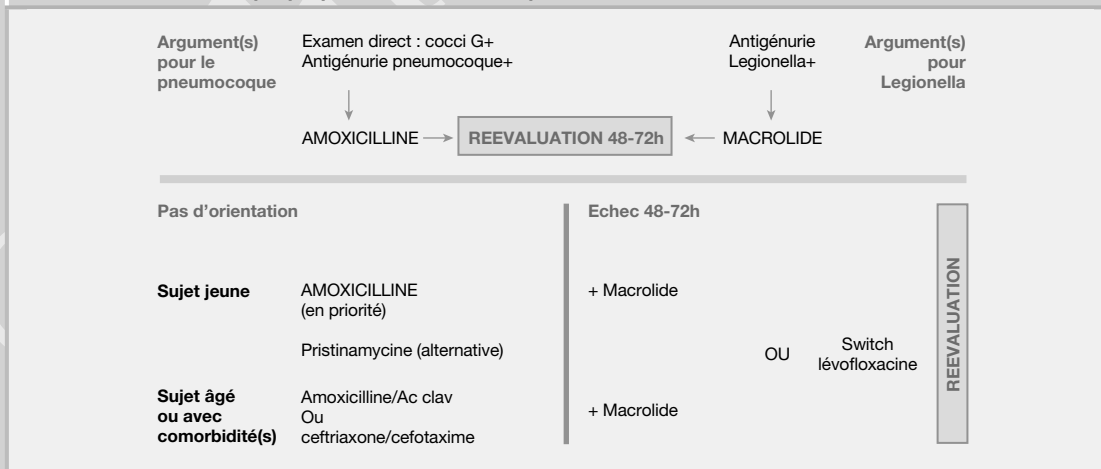 Argument(s)
pour le
pneumocoque
Examen direct : cocci G+
Antigénurie pneumocoque+
Antigénurie
Legionella+
Argument(s)
pour
Legionella
AMOXICILLINE
REEVALUATION 48-72h
MACROLIDE
Pas d'orientation
Echec 48-72h
Sujet jeune
AMOXICILLINE
(en priorité)
+ Macrolide
Pristinamycine (alternative)
OU
Switch
lévofloxacine
REEVALUATION
Sujet âgé
ou avec
comorbidité(s)
Amoxicilline/Ac clav
Ou
ceftriaxone/cefotaxime
+ Macrolide